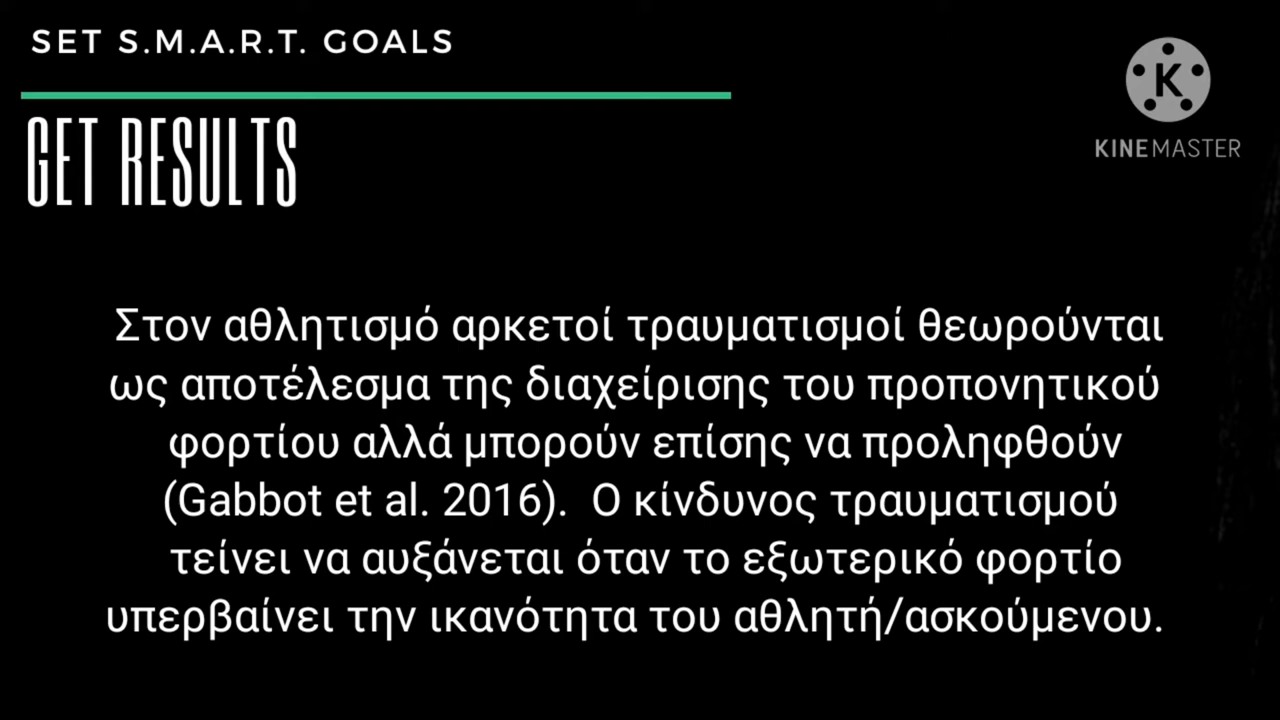 SET S.M.A.R.T. GOALS
GET RESULTS
K
KINEMASTER
Στον αθλητισμό αρκετοί τραυματισμοί θεωρούνται
ως αποτέλεσμα της διαχείρισης του προπονητικού
φορτίου αλλά μπορούν επίσης να προληφθούν
(Gabbot et al. 2016).  Ο κίνδυνος τραυματισμού
τείνει να αυξάνεται όταν το εξωτερικό φορτίο
υπερβαίνει την ικανότητα του αθλητή/ασκούμενου.